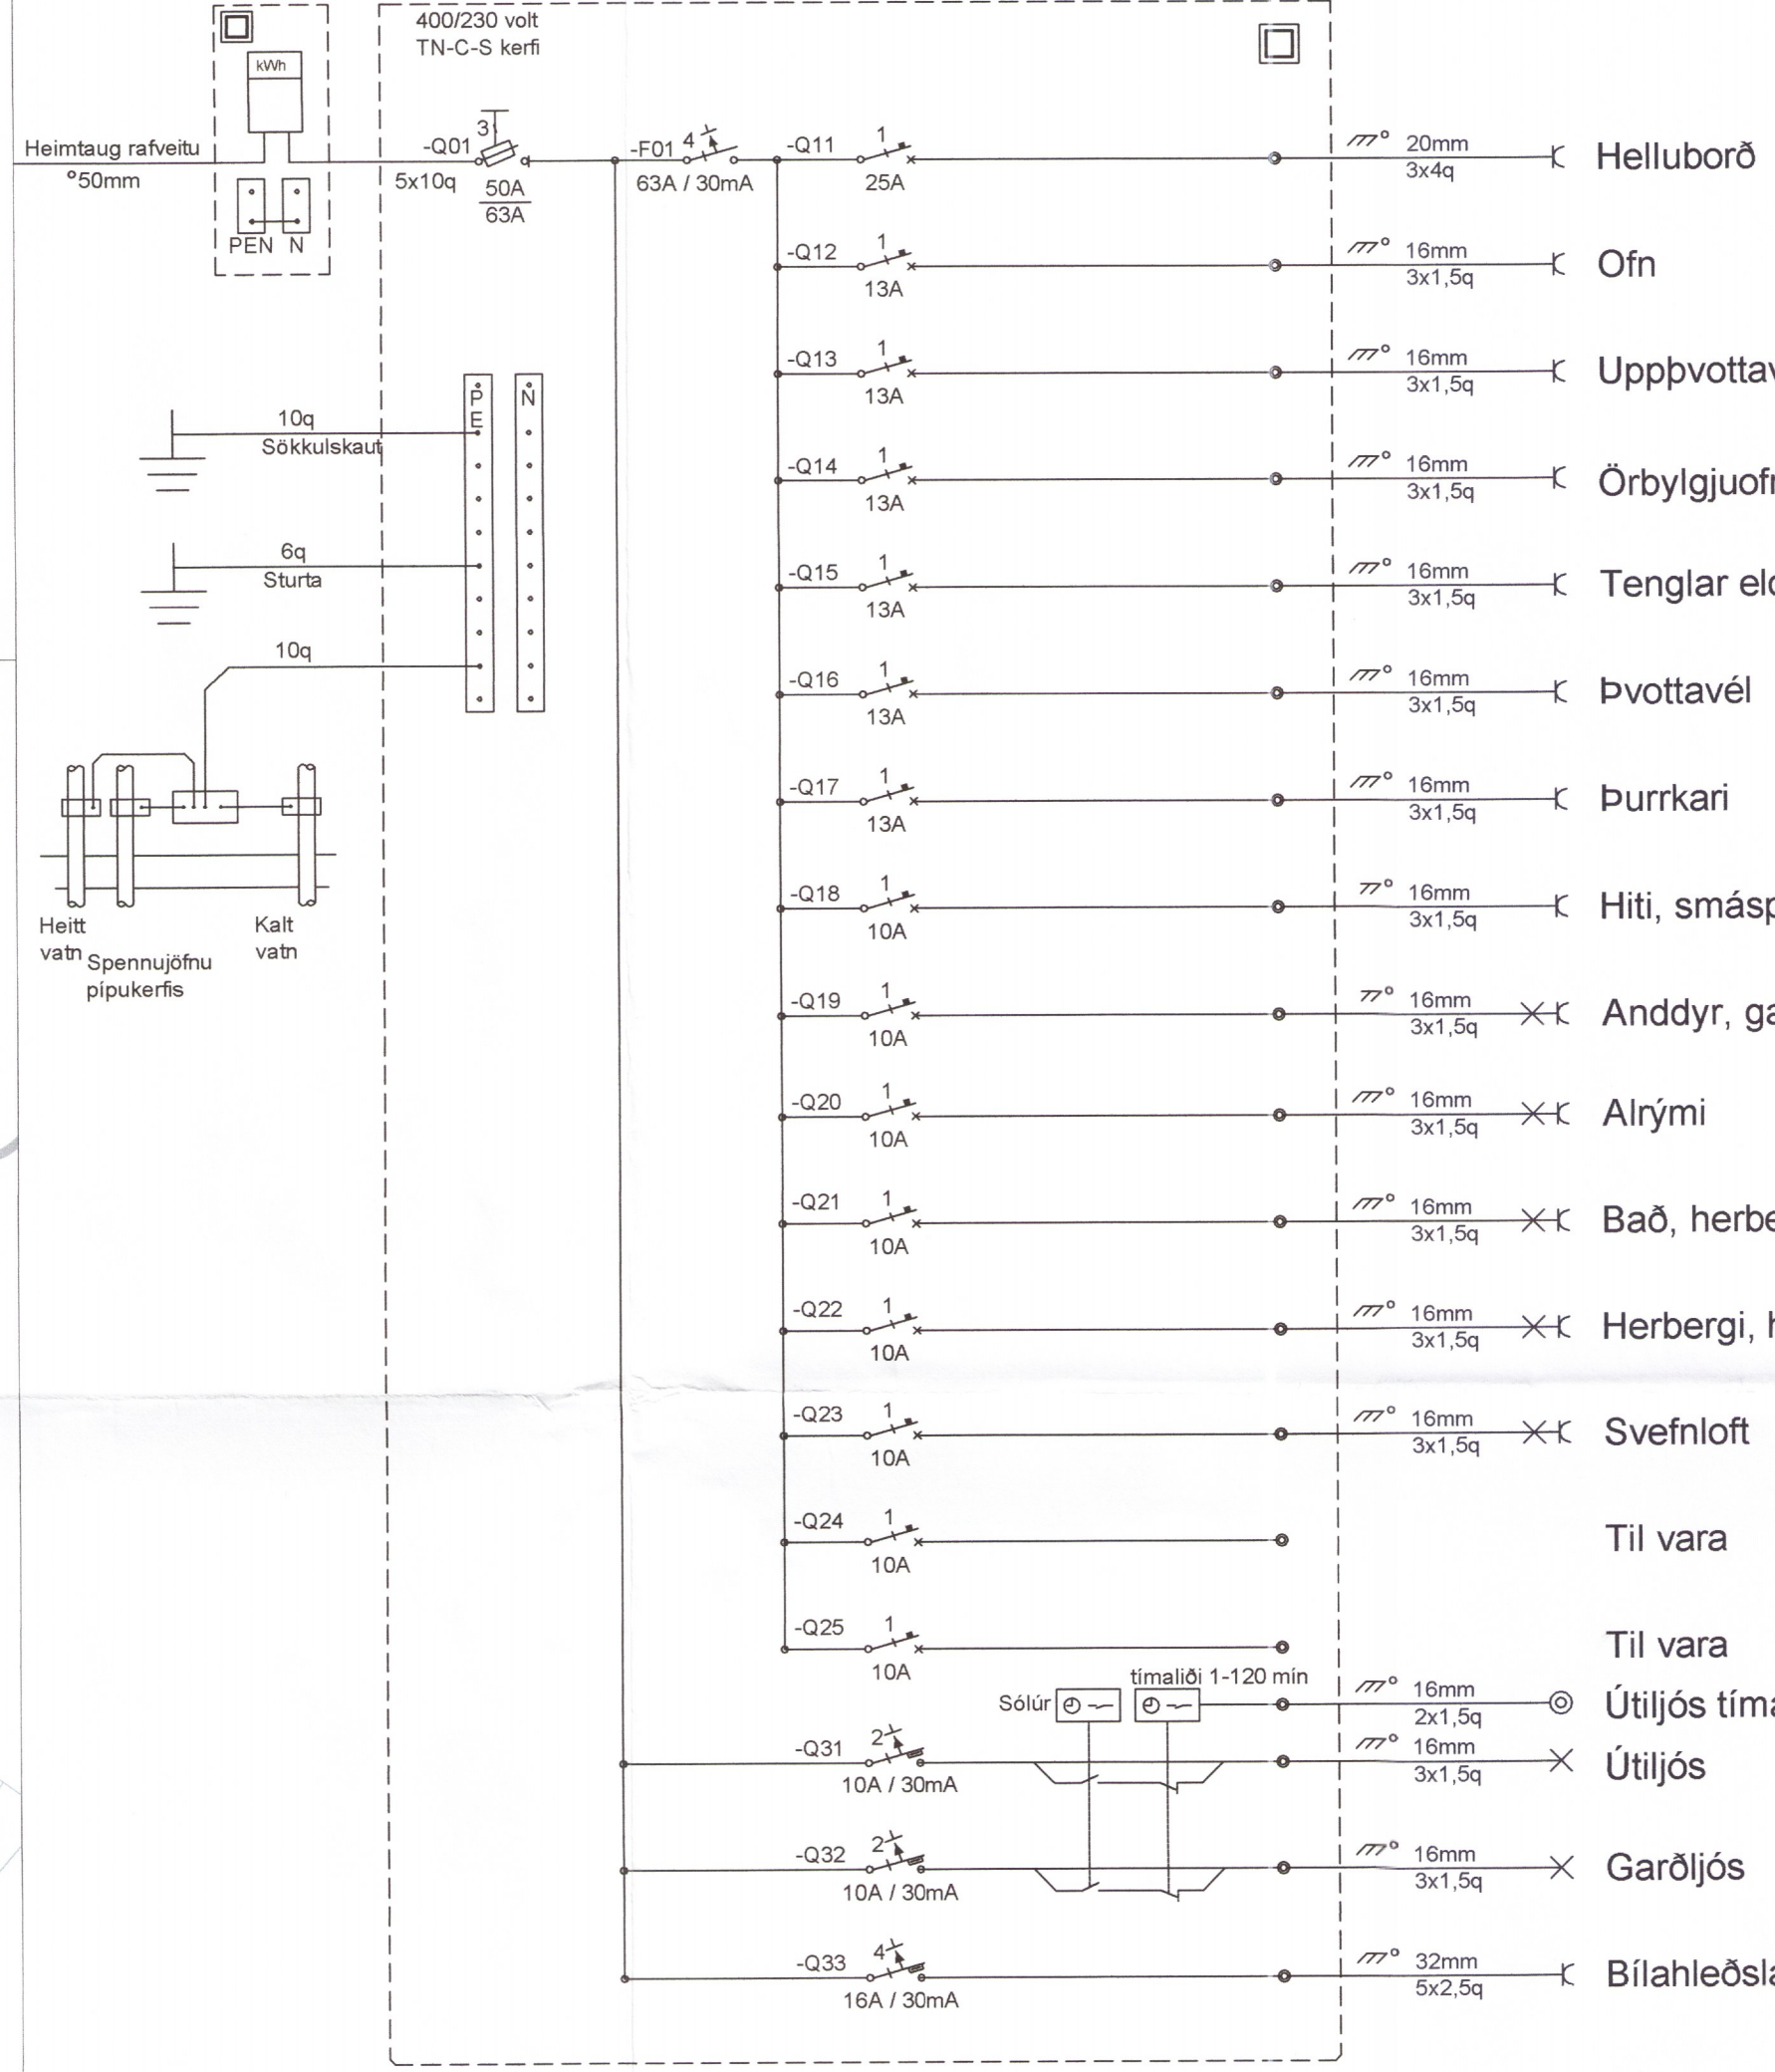 400/230 volt
TN-C-S kerfi
kWh
Heimtaug rafveitu
°50mm
PEN N
-Q01
3
5x10q
50A
63A
-F01
4
63A / 30mA
-Q11
1
25A
20mm
3x4q
Helluborð
-Q12
1
13A
16mm
3x1,5q
Ofn
-Q13
1
13A
16mm
3x1,5q
-Q14
1
13A
16mm
3x1,5q
-Q15
1
13A
16mm
3x1,5q
Tenglar
-Q16
1
13A
16mm
3x1,5q
Þvottavél
-Q17
1
13A
16mm
3x1,5q
Þurrkari
-Q18
1
10A
16mm
3x1,5q
Hiti,
-Q19
1
10A
16mm
3x1,5q
Anddyr,
-Q20
1
10A
16mm
3x1,5q
Alrými
-Q21
1
10A
16mm
3x1,5q
Bað,
-Q22
1
10A
16mm
3x1,5q
Herbergi,
-Q23
1
10A
16mm
3x1,5q
Svefnloft
-Q24
1
10A
Til vara
-Q25
1
10A
Til vara
Sólúr
tímaliði 1-120 mín
16mm
2x1,5q
Útiljós
-Q31
2
10A / 30mA
16mm
3x1,5q
Útiljós
-Q32
2
10A / 30mA
16mm
3x1,5q
Garðljós
-Q33
4
16A / 30mA
32mm
5x2,5q
PE
N
10q
Sökkulskaut
6q
Sturta
10q
Heitt
vatn
Spennujöfnu
pípukerfis
Kalt
vatn